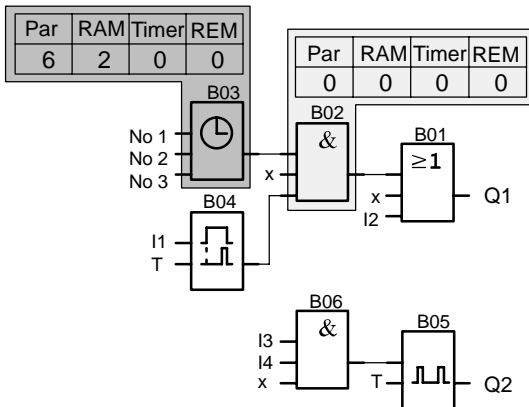 Par RAM Timer REM
6 2 0 0
Par RAM Timer REM
0 0 0 0
B03
No 1
No 2
No 3
B02
&
x
B01
≥1
x
I2
Q1
B04
I1
T
B06
&
I3
I4
x
B05
T
Q2